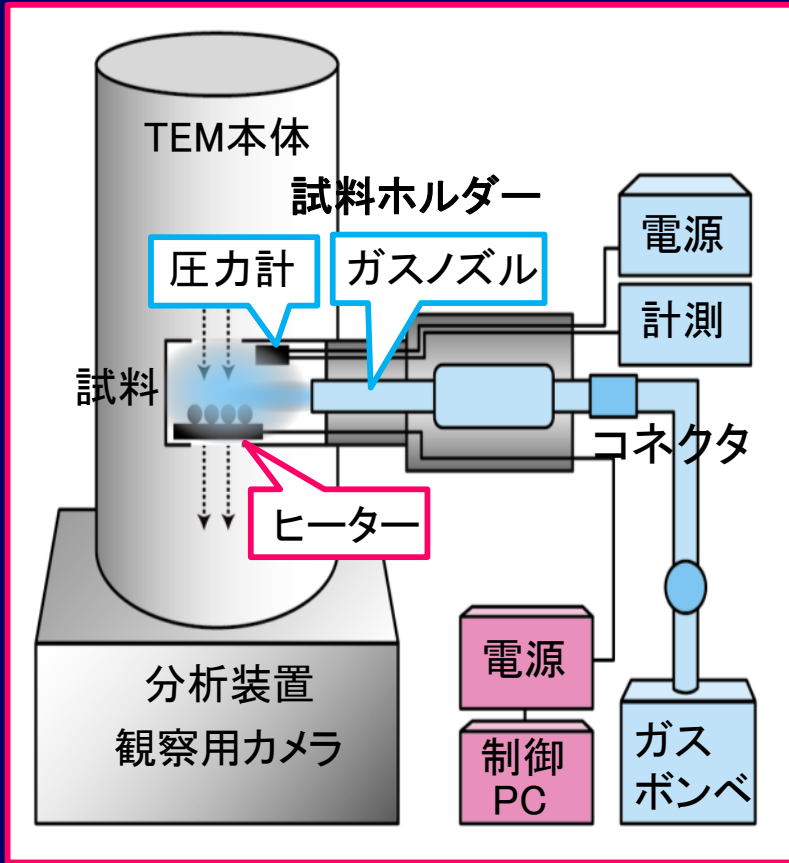 TEM本体
試料ホルダー
電源
圧力計
ガスノズル
計測
試料
コネクタ
ヒーター
電源
分析装置
観察用カメラ
制御
PC
ガス
ボンベ